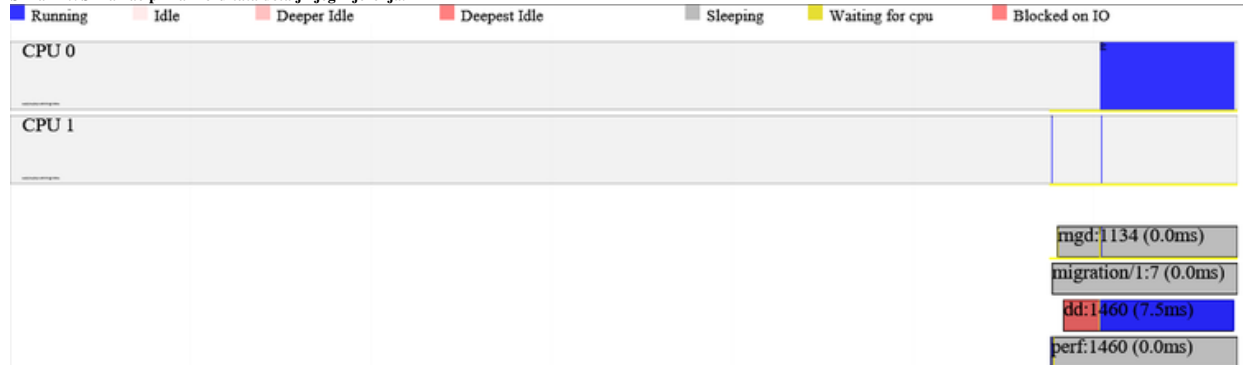 Running Idle Deeper Idle Deepest Idle Sleeping Waiting for cpu Blocked on IO
CPU 0
CPU 1
rngd:1134 (0.0ms)
migration/1:7 (0.0ms)
dd:1460 (7.5ms)
perf:1460 (0.0ms)